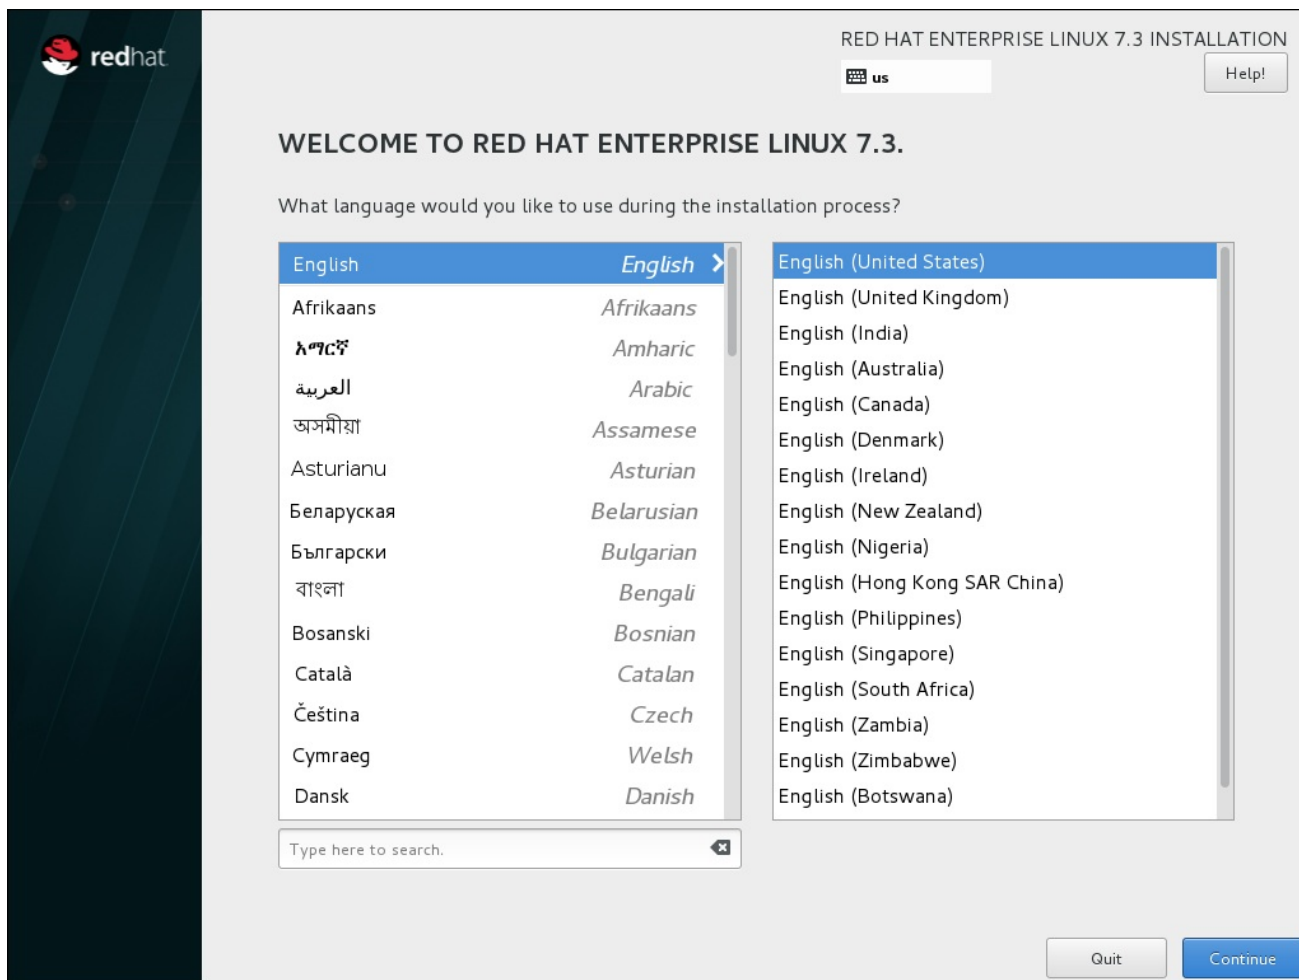 redhat
RED HAT ENTERPRISE LINUX 7.3 INSTALLATION
us
Help!
WELCOME TO RED HAT ENTERPRISE LINUX 7.3.
What language would you like to use during the installation process?
English English
Afrikaans Afrikaans
አማርኛ Amharic
العربية Arabic
অসমীয়া Assamese
Asturianu Asturian
Беларуская Belarusian
Български Bulgarian
বাংলা Bengali
Bosanski Bosnian
Català Catalan
Čeština Czech
Cymraeg Welsh
Dansk Danish
Type here to search.
English (United States)
English (United Kingdom)
English (India)
English (Australia)
English (Canada)
English (Denmark)
English (Ireland)
English (New Zealand)
English (Nigeria)
English (Hong Kong SAR China)
English (Philippines)
English (Singapore)
English (South Africa)
English (Zambia)
English (Zimbabwe)
English (Botswana)
Quit
Continue